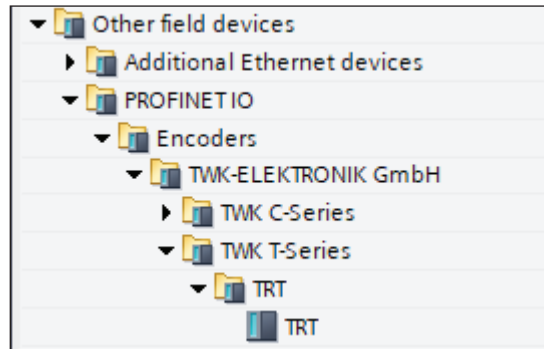 Other field devices
Additional Ethernet devices
PROFINET IO
Encoders
TWK-ELEKTRONIK GmbH
TWK C-Series
TWK T-Series
TRT
TRT